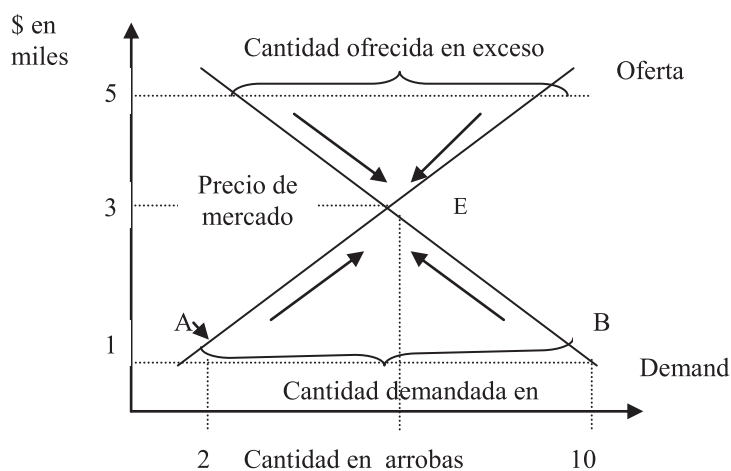 $ en
miles
Cantidad ofrecida en exceso
Oferta
5
Precio de
mercado
3
E
A
B
1
Demand
Cantidad demandada en
2 Cantidad en arrobas 10